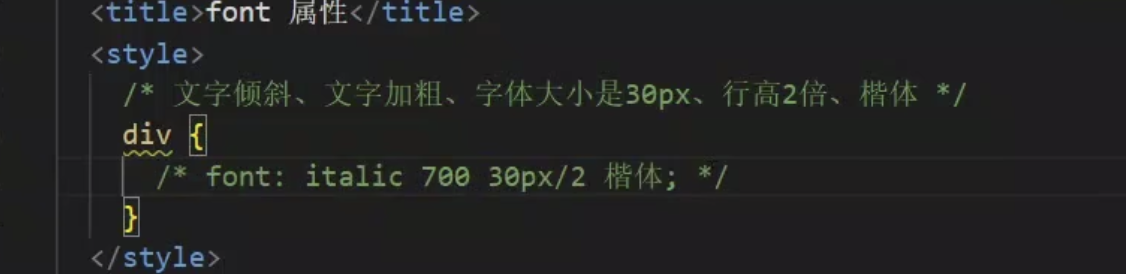 <title>font 属性</title>
<style>
/* 文字倾斜、文字加粗、字体大小是30px、行高2倍、楷体 */
div {
/* font: italic 700 30px/2 楷体; */
}
</style>